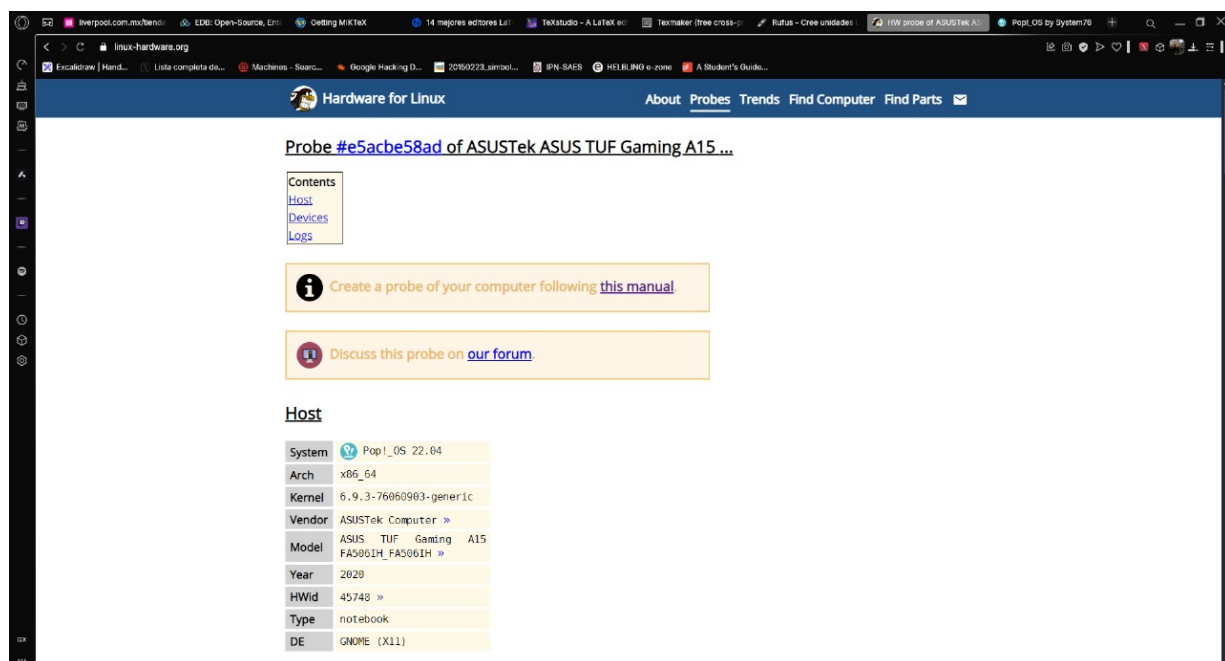 liverpool.com.mx/tienda
EDB: Open-Source, Ent
Getting MiKTeX
14 mejores editores LaT
TeXstudio - A LaTeX ed
Texmaker (free cross-p
Rufus - Cree unidades
HW probe of ASUSTek AS
Pop!_OS by System76
linux-hardware.org
Excalidraw | Hand...
Lista completa de...
Machines - Searc...
Google Hacking D...
20150223_simbol...
IPN-SAES
HELBLING e-zone
A Student's Guide...
Hardware for Linux
About Probes Trends Find Computer Find Parts
Probe #e5acbe58ad of ASUSTek ASUS TUF Gaming A15 ...
Contents
Host
Devices
Logs
Create a probe of your computer following this manual.
Discuss this probe on our forum.
Host
System Pop!_OS 22.04
Arch x86_64
Kernel 6.9.3-76060903-generic
Vendor ASUSTek Computer »
Model ASUS TUF Gaming A15
FA506IH_FA506IH »
Year 2020
HWid 45748 »
Type notebook
DE GNOME (X11)
GX